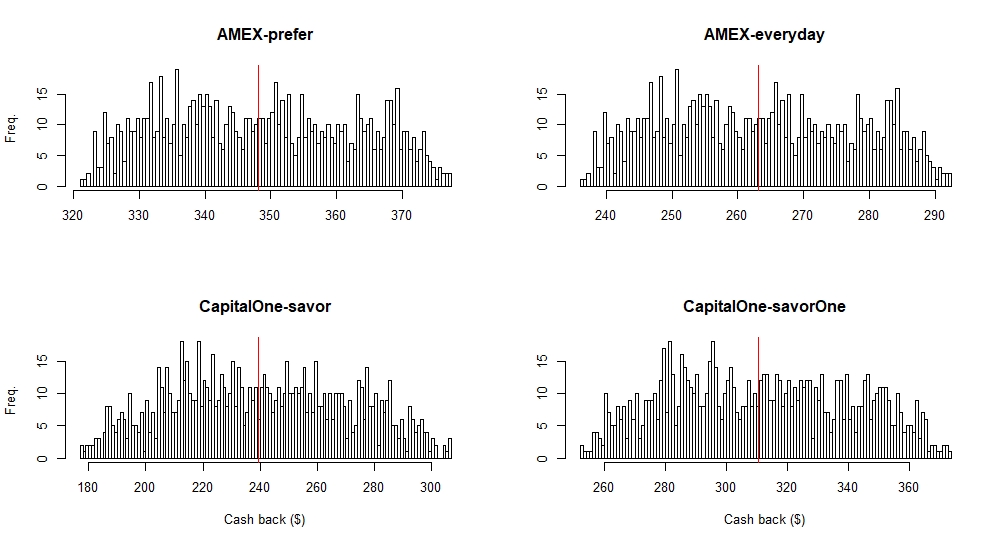 AMEX-prefer
AMEX-everyday
Freq.
15
10
5
0
320 330 340 350 360 370
15
10
5
0
240 250 260 270 280 290
CapitalOne-savor
CapitalOne-savorOne
Freq.
15
10
5
0
180 200 220 240 260 280 300
Cash back ($)
15
10
5
0
260 280 300 320 340 360
Cash back ($)